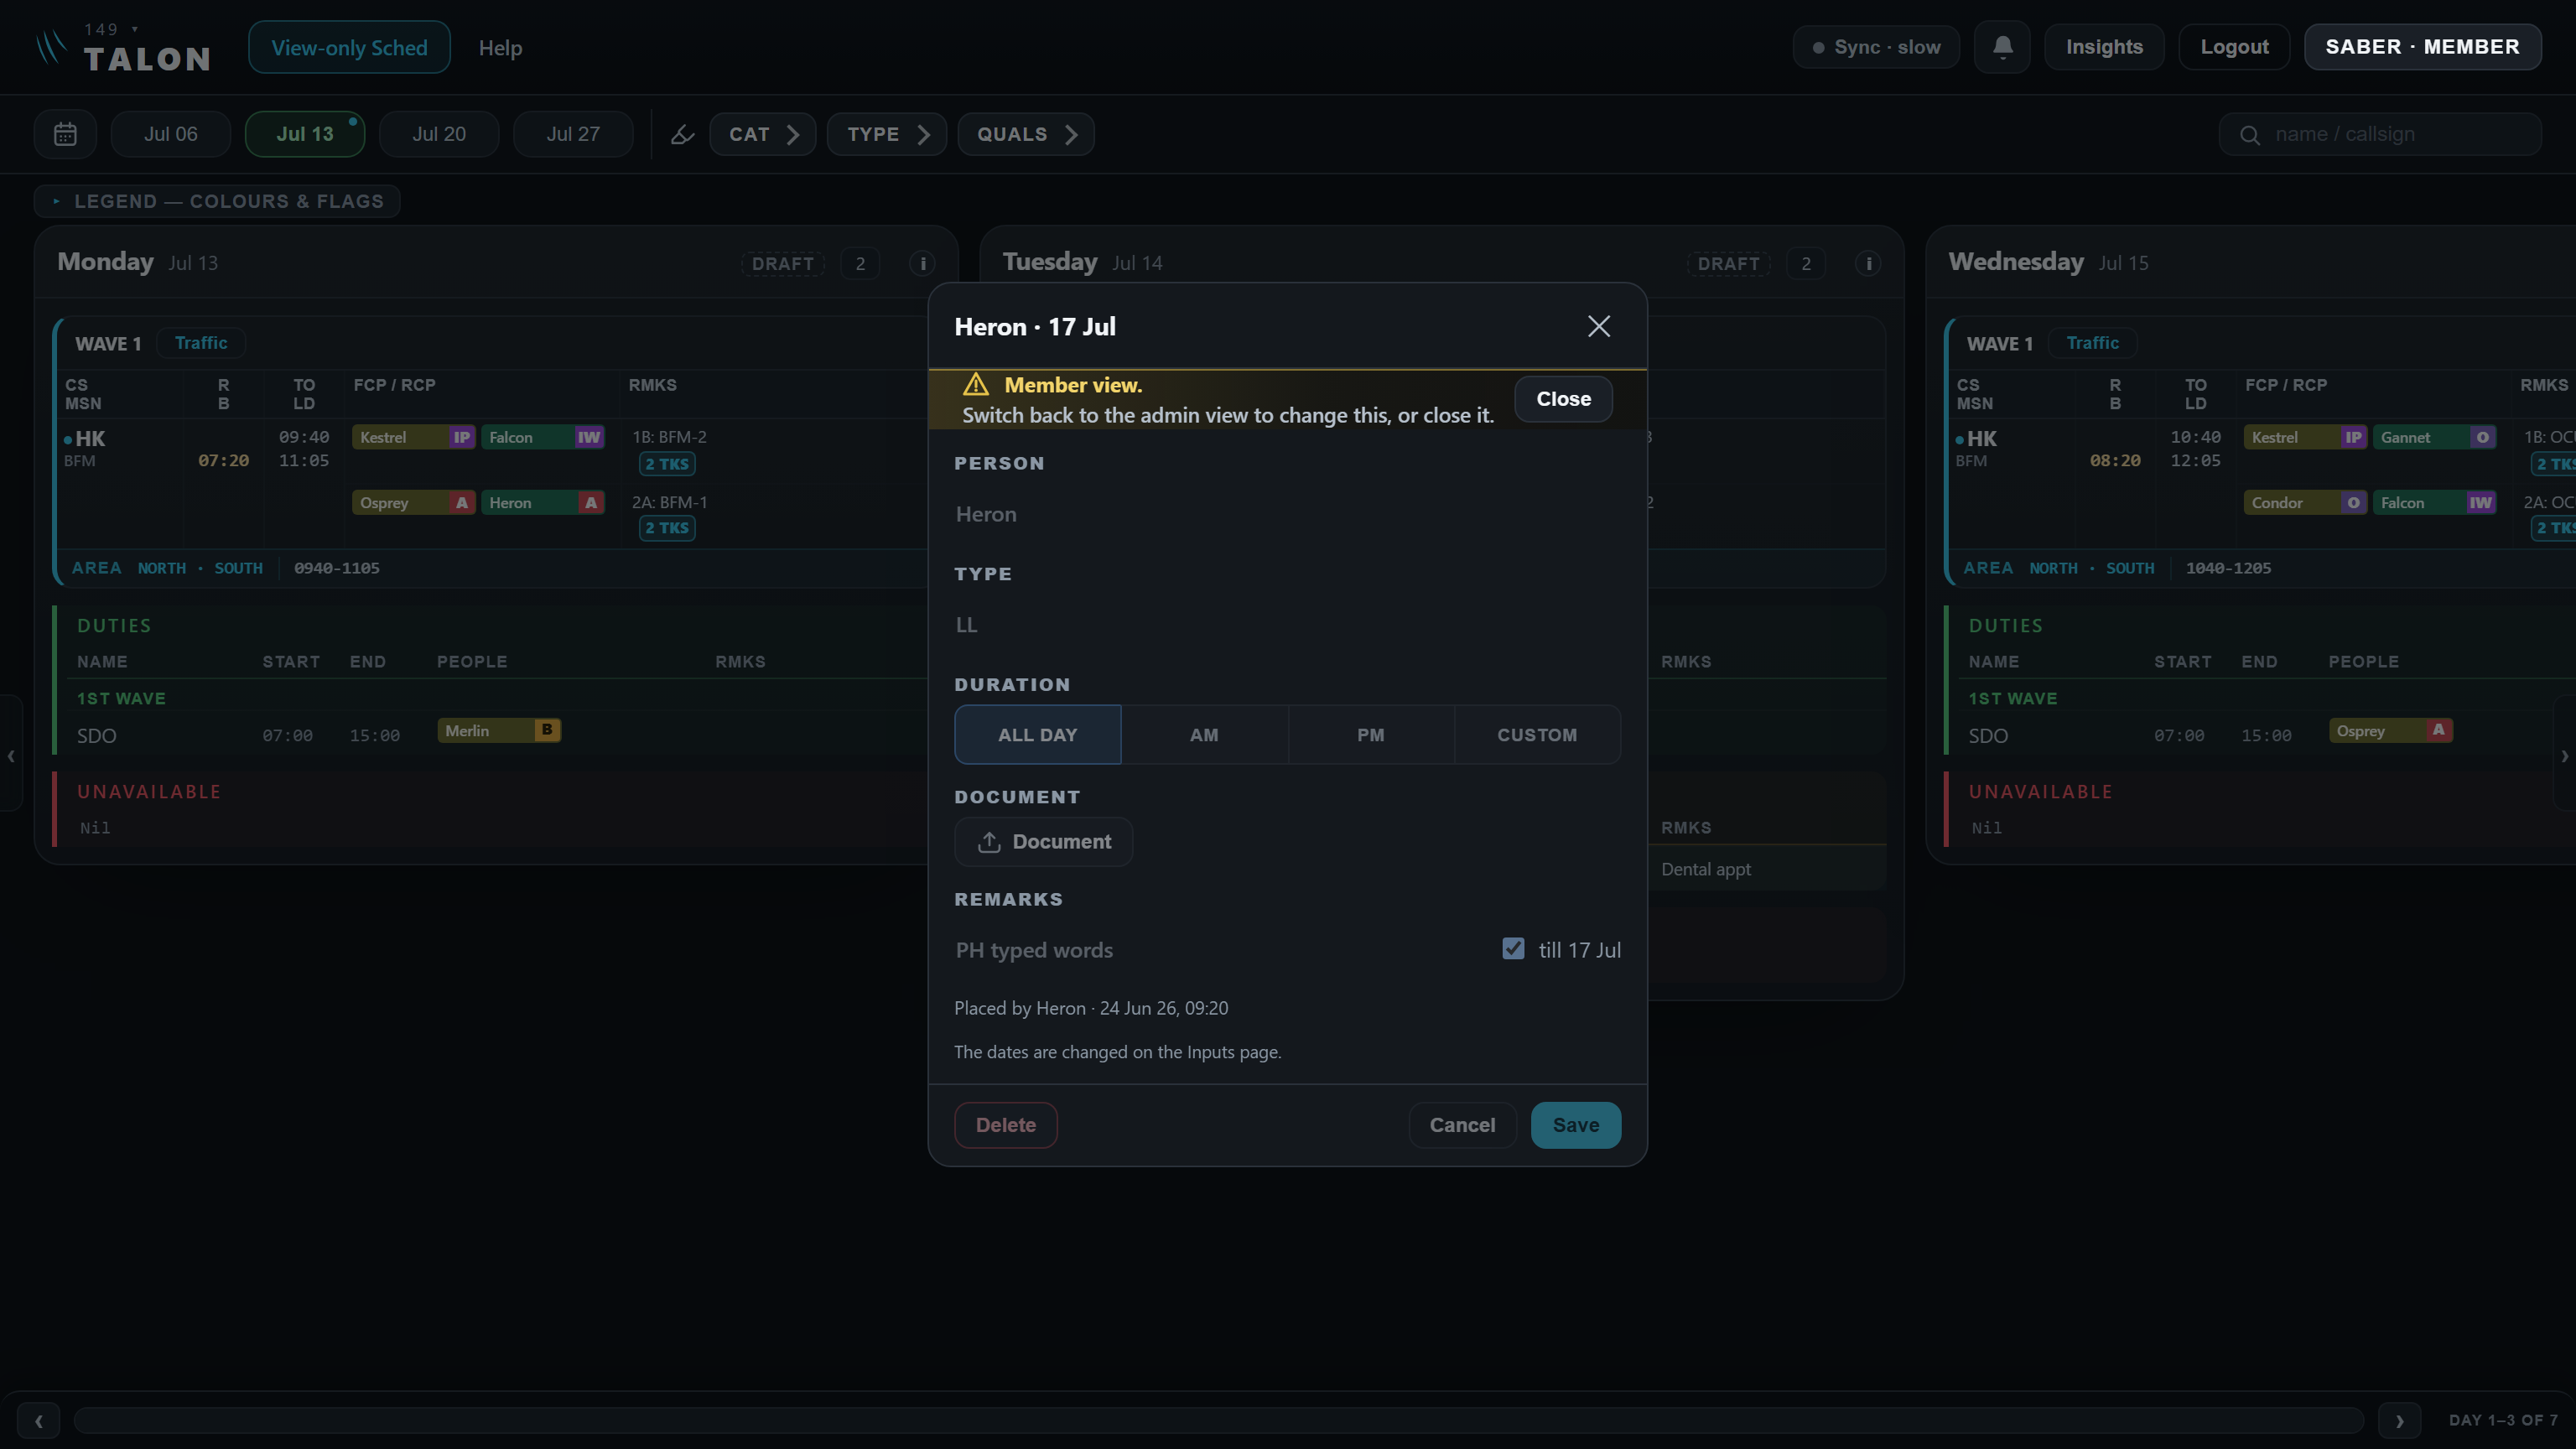 149 ▾
TALON
View-only Sched
Help
Sync · slow
Insights
Logout
SABER · MEMBER
Jul 06
Jul 13
Jul 20
Jul 27
CAT
TYPE
QUALS
name / callsign
LEGEND — COLOURS & FLAGS
Monday Jul 13
DRAFT
2
i
WAVE 1
Traffic
CS
MSN
R
B
TO
LD
FCP / RCP
RMKS
HK
BFM
07:20
09:40
11:05
Kestrel IP
Falcon IW
1B: BFM-2
2 TKS
Osprey A
Heron A
2A: BFM-1
2 TKS
AREA NORTH · SOUTH 0940-1105
DUTIES
NAME START END PEOPLE RMKS
1ST WAVE
SDO 07:00 15:00 Merlin B
UNAVAILABLE
Nil
Tuesday Jul 14
DRAFT
2
i
RMKS
RMKS
Dental appt
Heron · 17 Jul
Member view.
Switch back to the admin view to change this, or close it.
Close
PERSON
Heron
TYPE
LL
DURATION
ALL DAY
AM
PM
CUSTOM
DOCUMENT
Document
REMARKS
PH typed words
till 17 Jul
Placed by Heron · 24 Jun 26, 09:20
The dates are changed on the Inputs page.
Delete
Cancel
Save
Wednesday Jul 15
WAVE 1
Traffic
CS
MSN
R
B
TO
LD
FCP / RCP
RMKS
HK
BFM
08:20
10:40
12:05
Kestrel IP
Gannet O
1B: OCU
2 TKS
Condor O
Falcon IW
2A: OC
2 TKS
AREA NORTH · SOUTH 1040-1205
DUTIES
NAME START END PEOPLE
1ST WAVE
SDO 07:00 15:00 Osprey A
UNAVAILABLE
Nil
DAY 1–3 OF 7